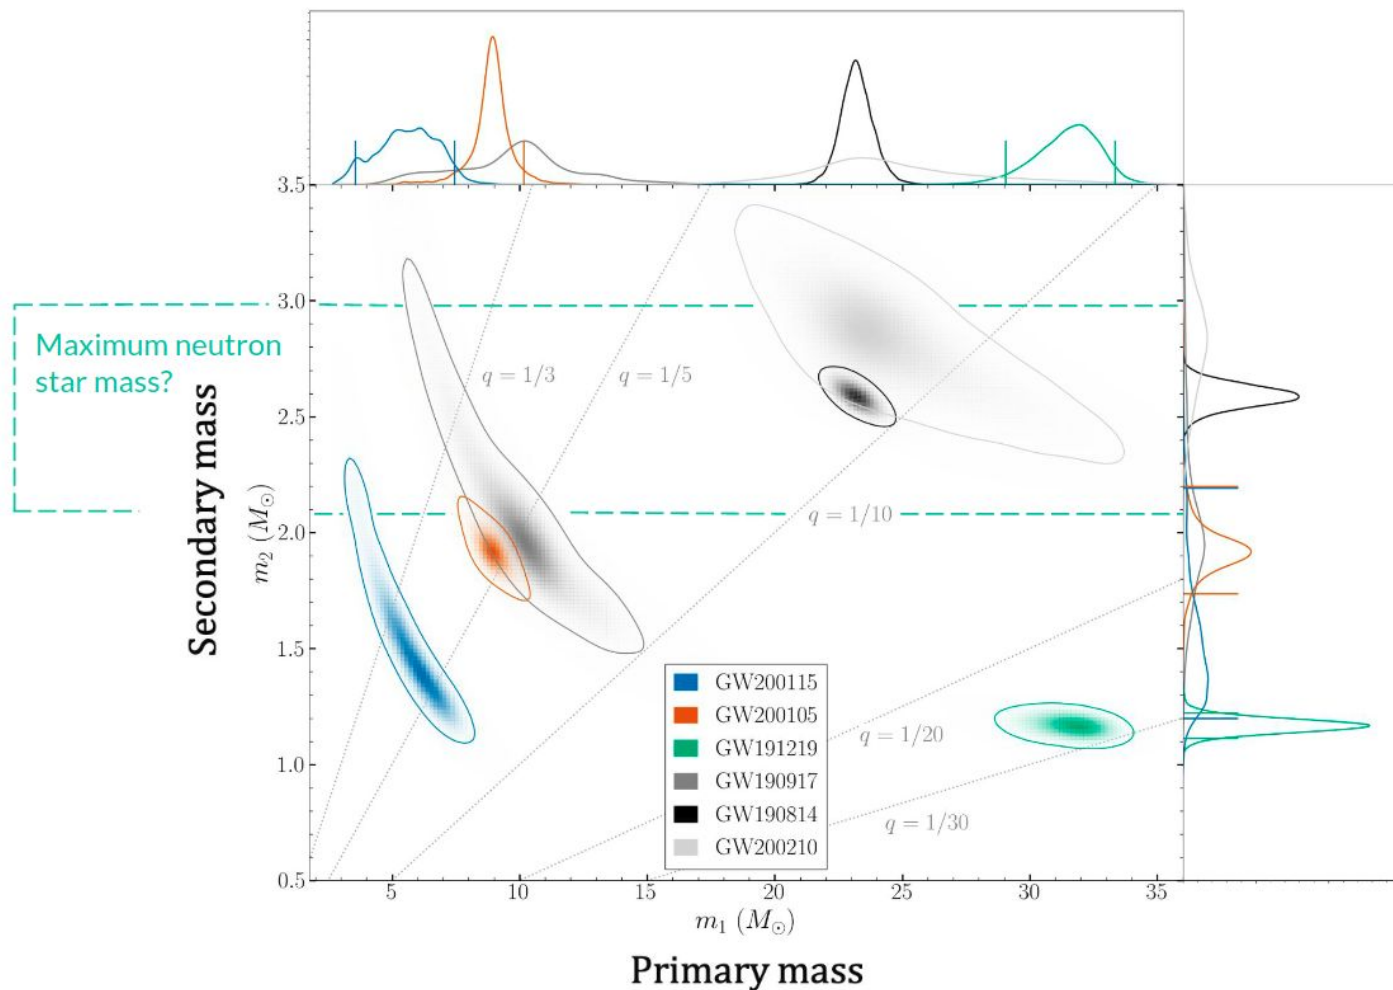 3.5
3.0
Maximum neutron
star mass?
q = 1/3
q = 1/5
2.5
Secondary mass
m₂ (M⊙)
q = 1/10
2.0
1.5
GW200115
GW200105
GW191219
GW190917
GW190814
GW200210
q = 1/20
1.0
q = 1/30
0.5
5
10
15
20
25
30
35
m₁ (M⊙)
Primary mass